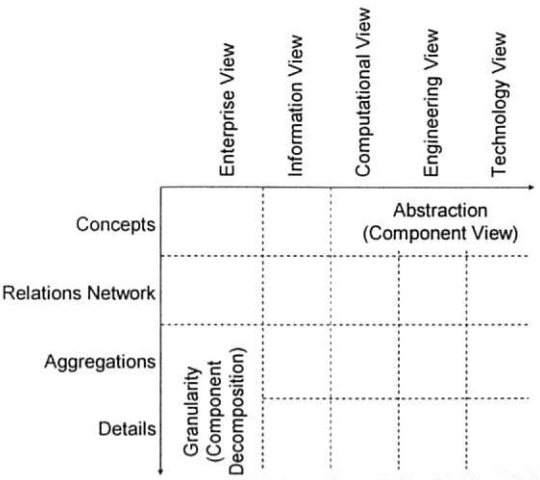 Enterprise View
Information View
Computational View
Engineering View
Technology View
Concepts
Abstraction
(Component View)
Relations Network
Aggregations
Details
Granularity
(Component
Decomposition)